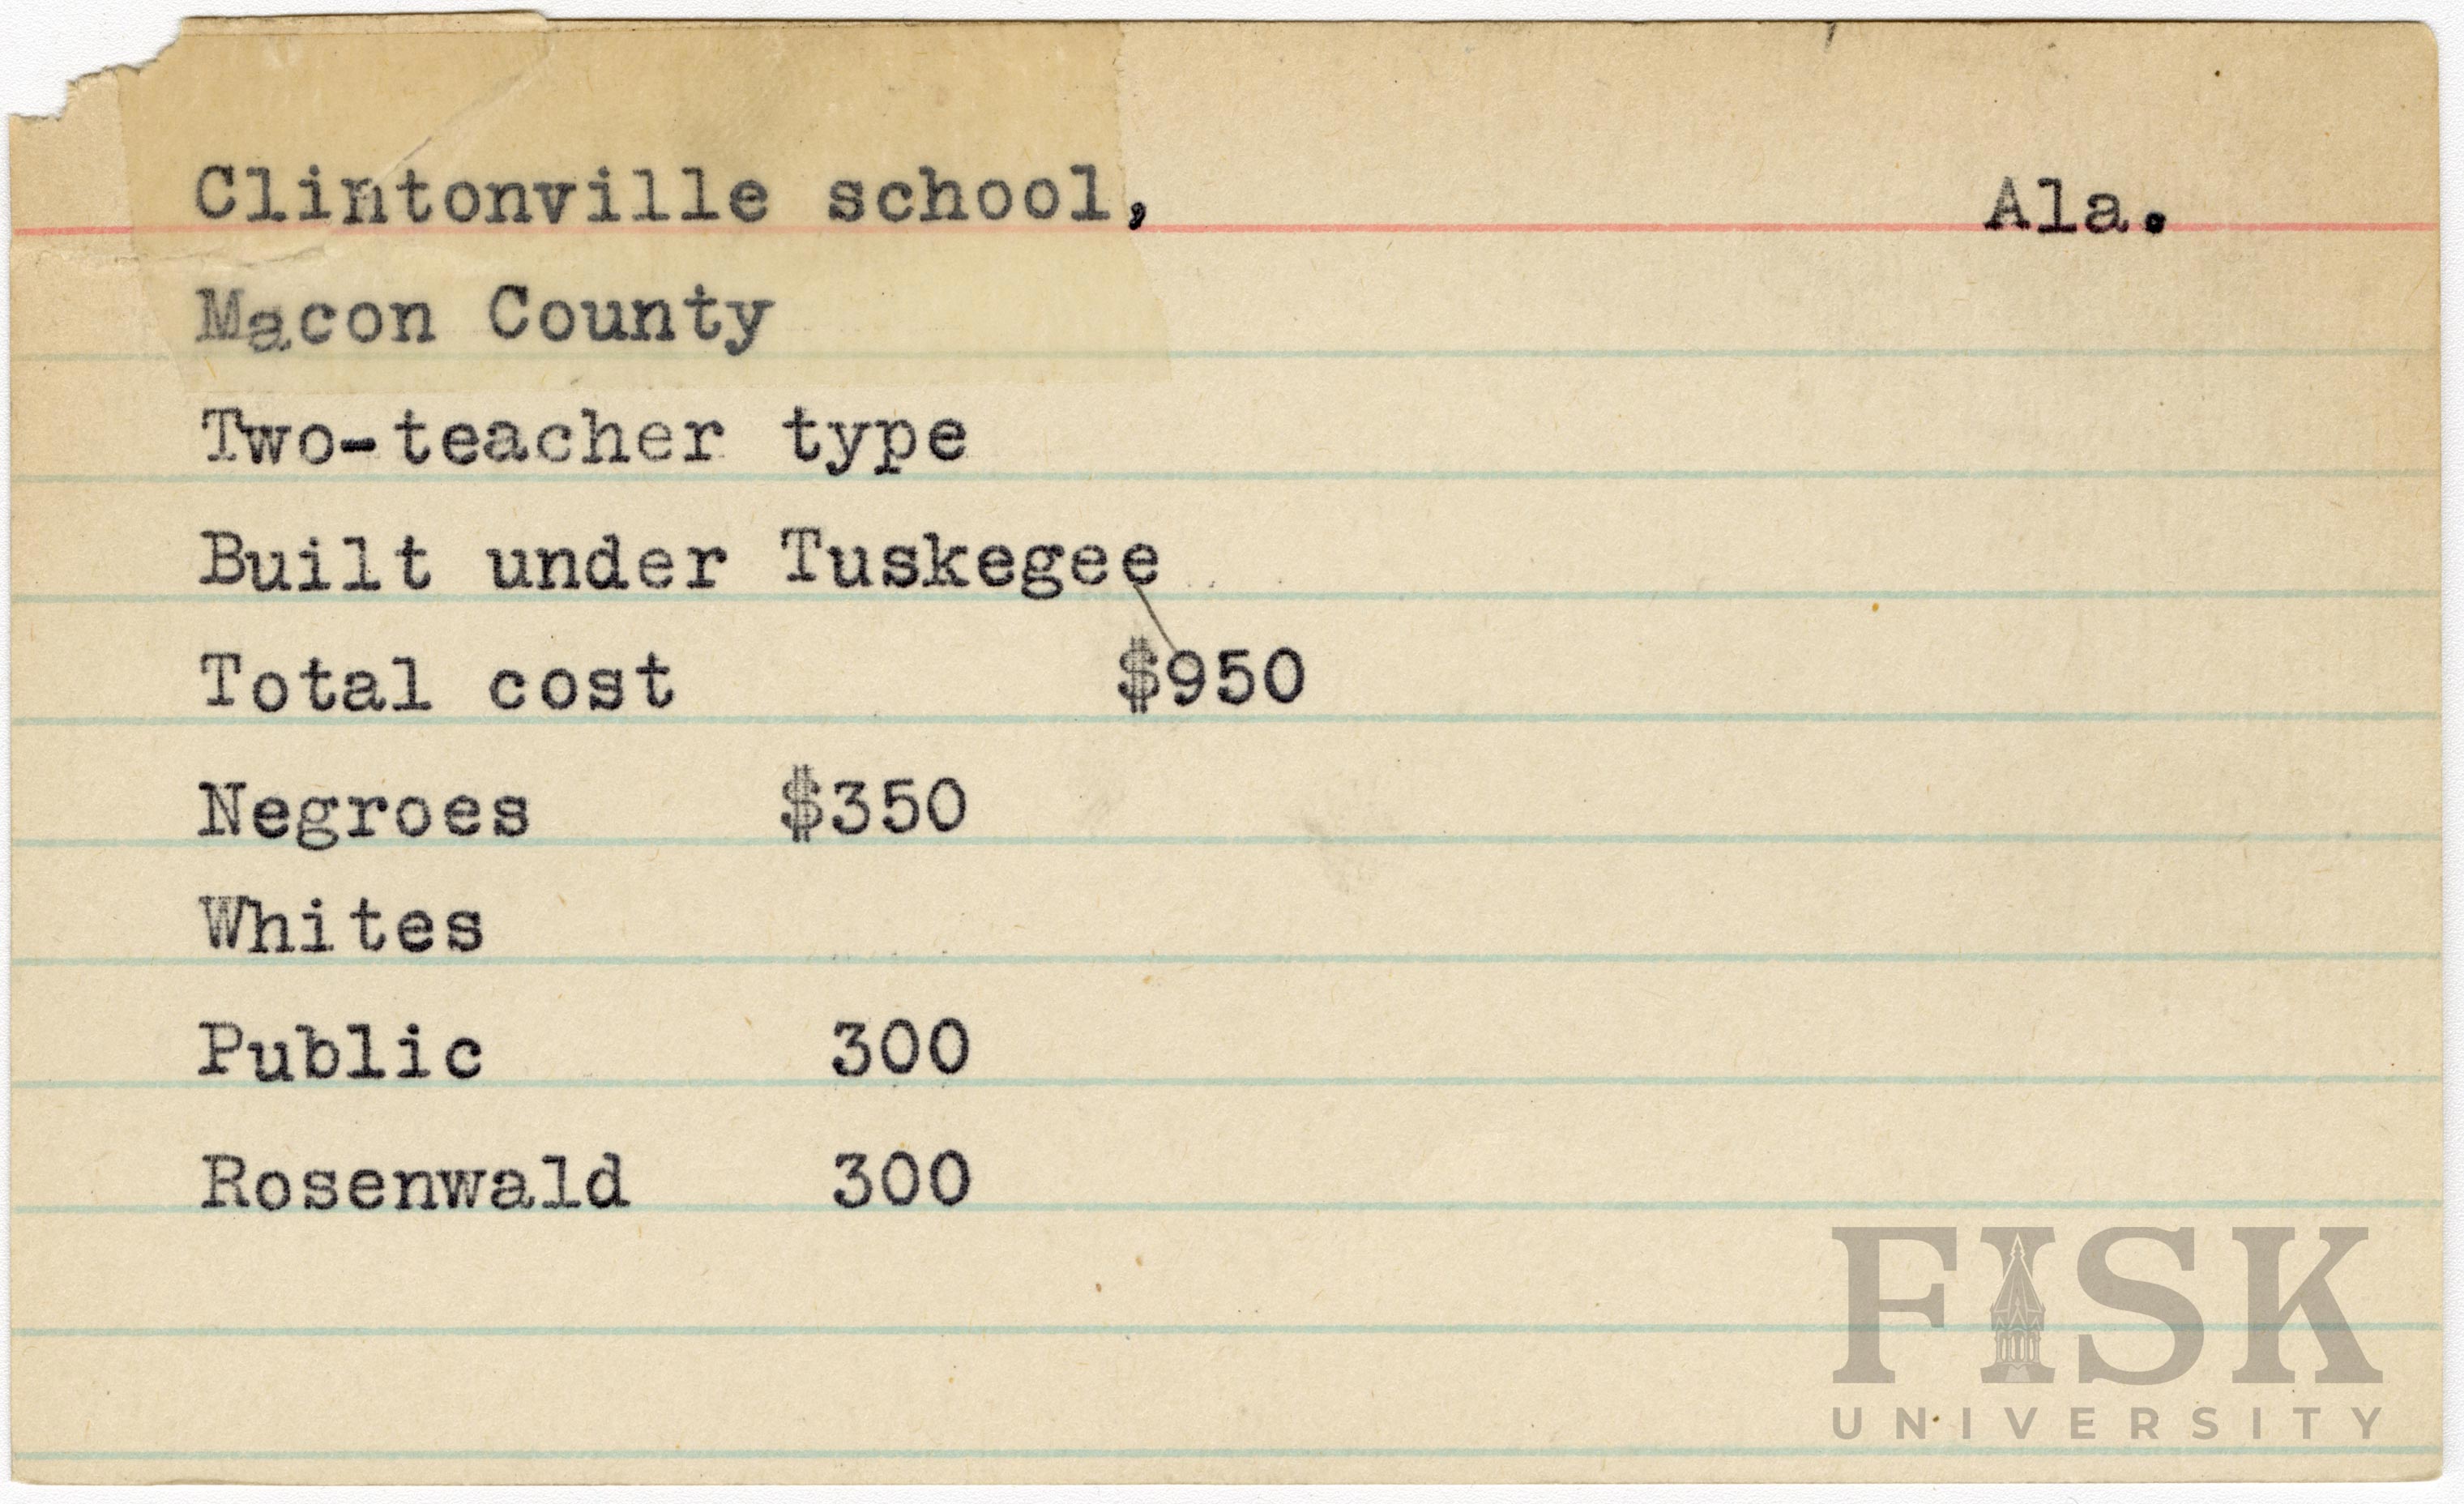 Clintonville school, Ala.
Macon County
Two-teacher type
Built under Tuskegee
Total cost $950
Negroes $350
Whites
Public 300
Rosenwald 300
FISK
UNIVERSITY